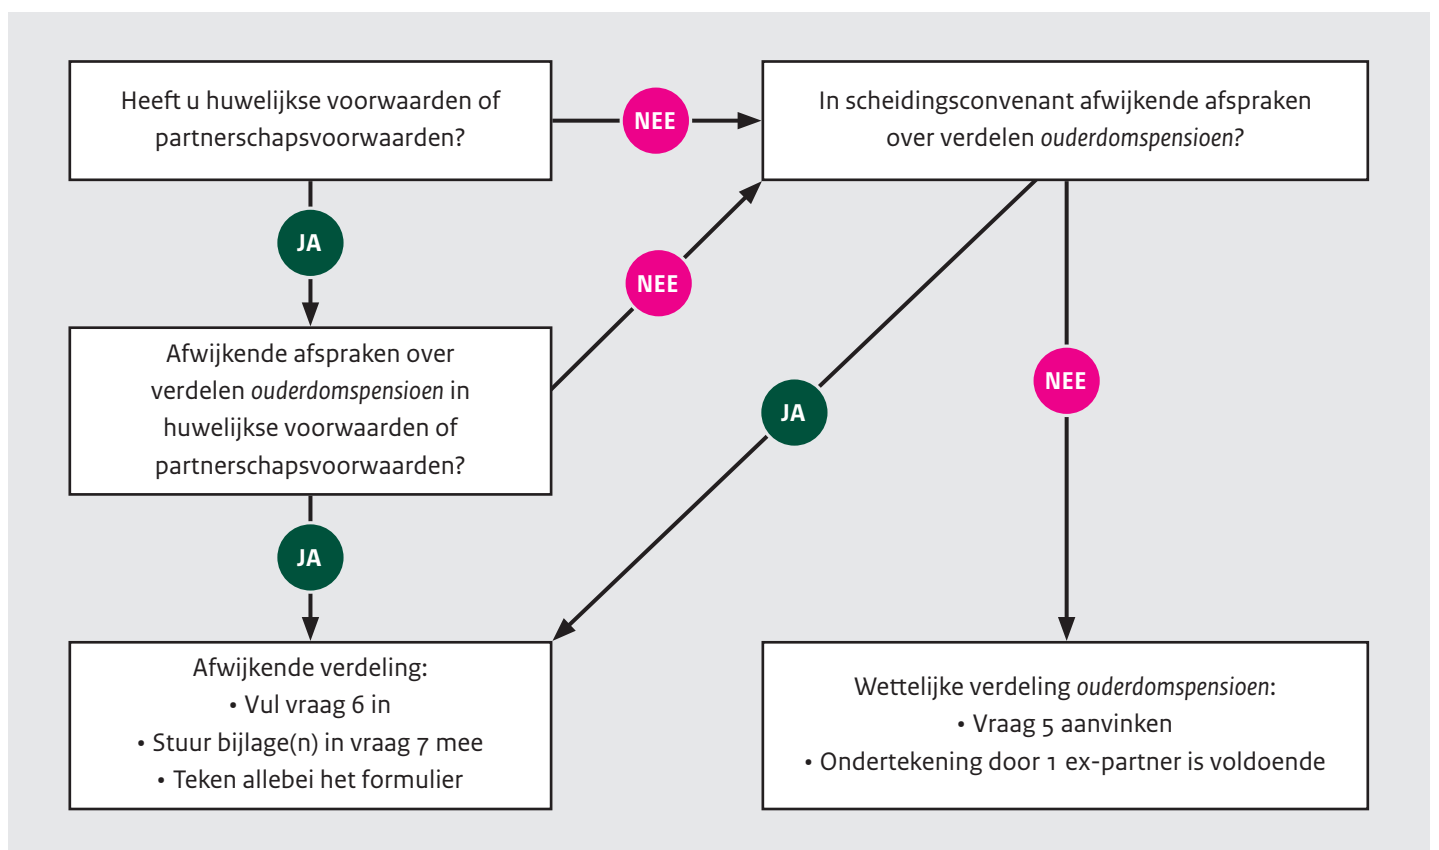 Heeft u huwelijkse voorwaarden of
partnerschapsvoorwaarden?
NEE
In scheidingsconvenant afwijkende afspraken
over verdelen ouderdomspensioen?
JA
NEE
Afwijkende afspraken over
verdelen ouderdomspensioen in
huwelijkse voorwaarden of
partnerschapsvoorwaarden?
JA
NEE
JA
Afwijkende verdeling:
• Vul vraag 6 in
• Stuur bijlage(n) in vraag 7 mee
• Teken allebei het formulier
Wettelijke verdeling ouderdomspensioen:
• Vraag 5 aanvinken
• Ondertekening door 1 ex-partner is voldoende